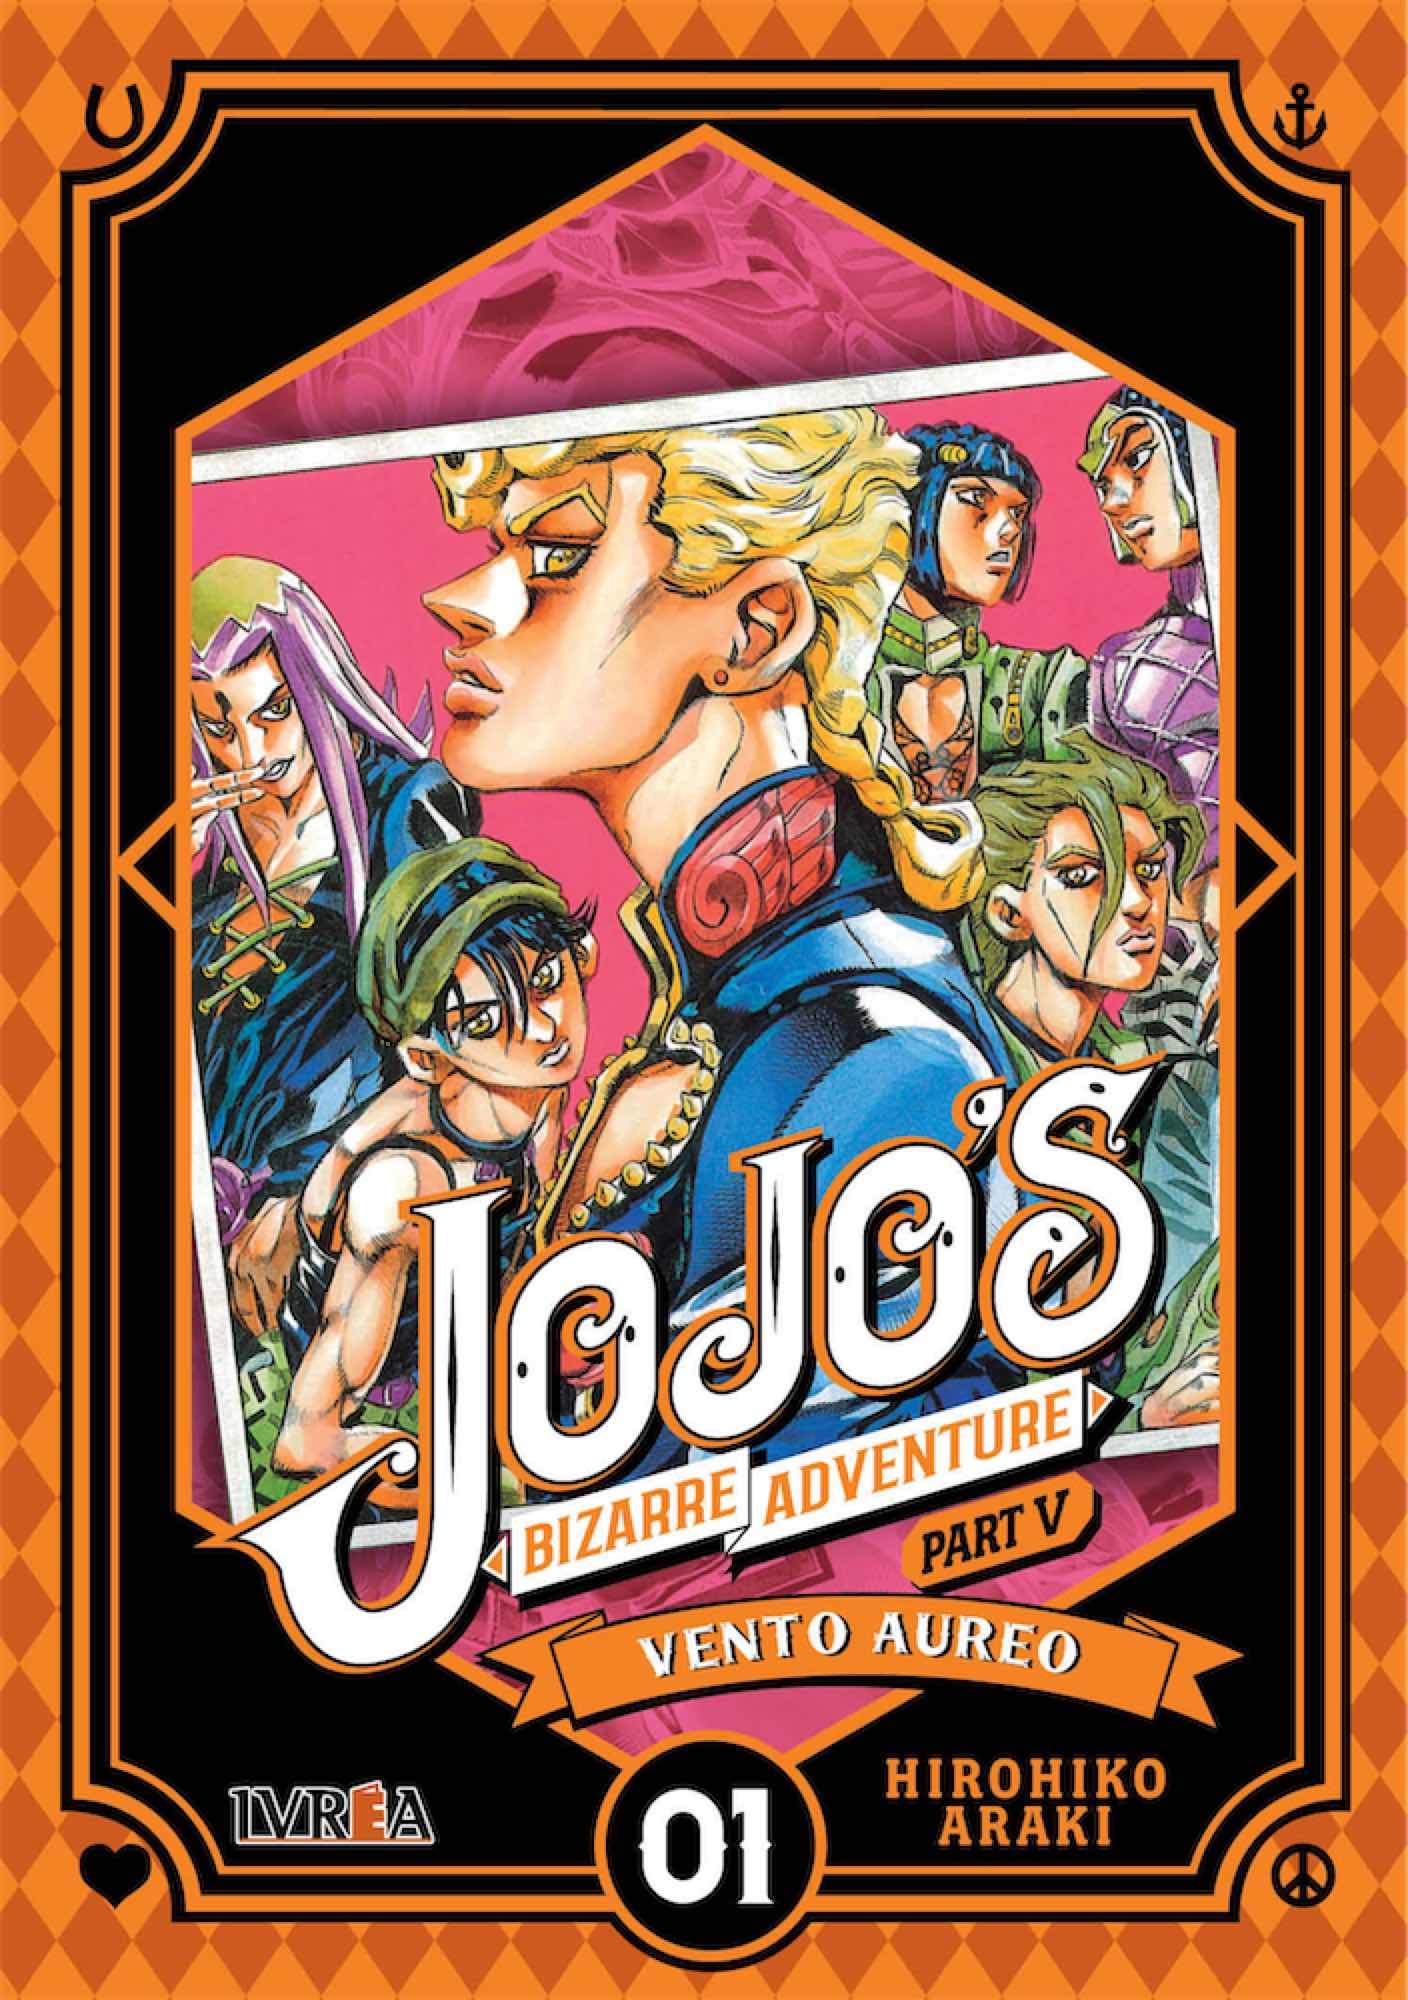 JOJO'S
BIZARRE ADVENTURE
PART V
VENTO AUREO
IVREA
01
HIROHIKO
ARAKI